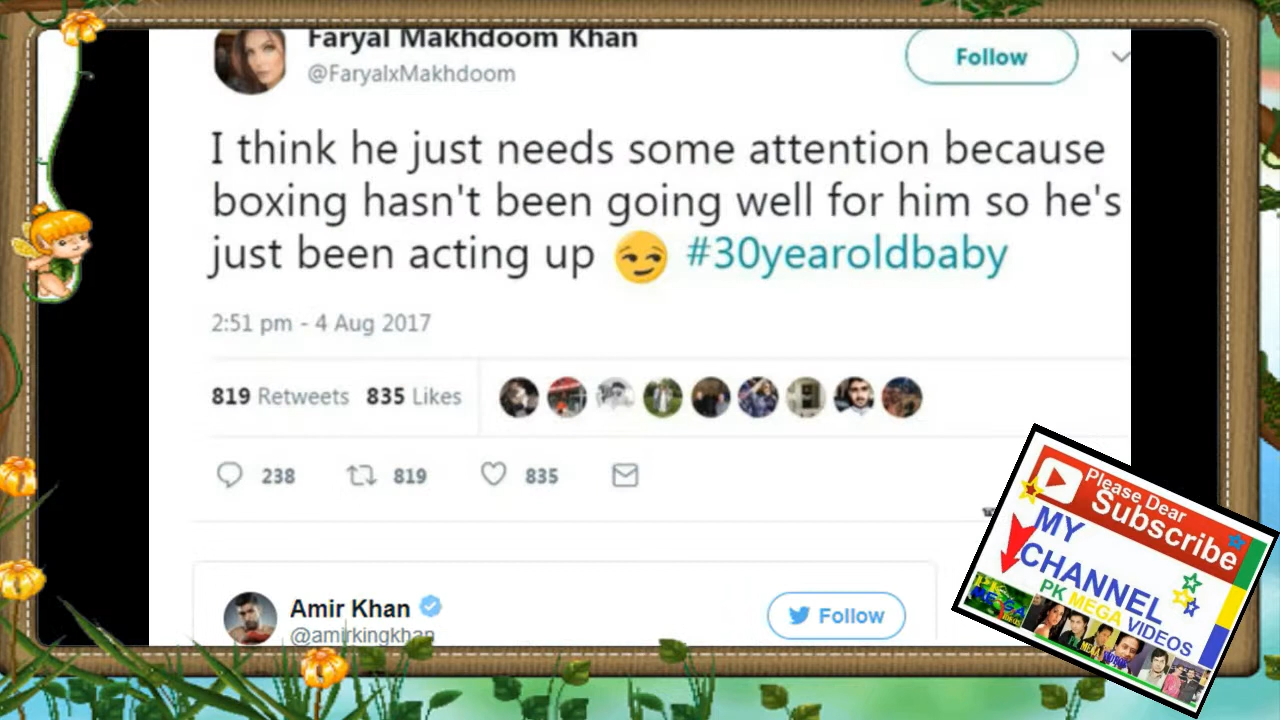 Faryal Makhdoom Khan
@FaryalxMakhdoom
Follow
I think he just needs some attention because
boxing hasn't been going well for him so he's
just been acting up 😏 #30yearoldbaby
2:51 pm - 4 Aug 2017
819 Retweets 835 Likes
238 819 835
Amir Khan
@amirkingkhan
Follow
Please Dear
Subscribe
MY
CHANNEL
PK MEGA VIDEOS